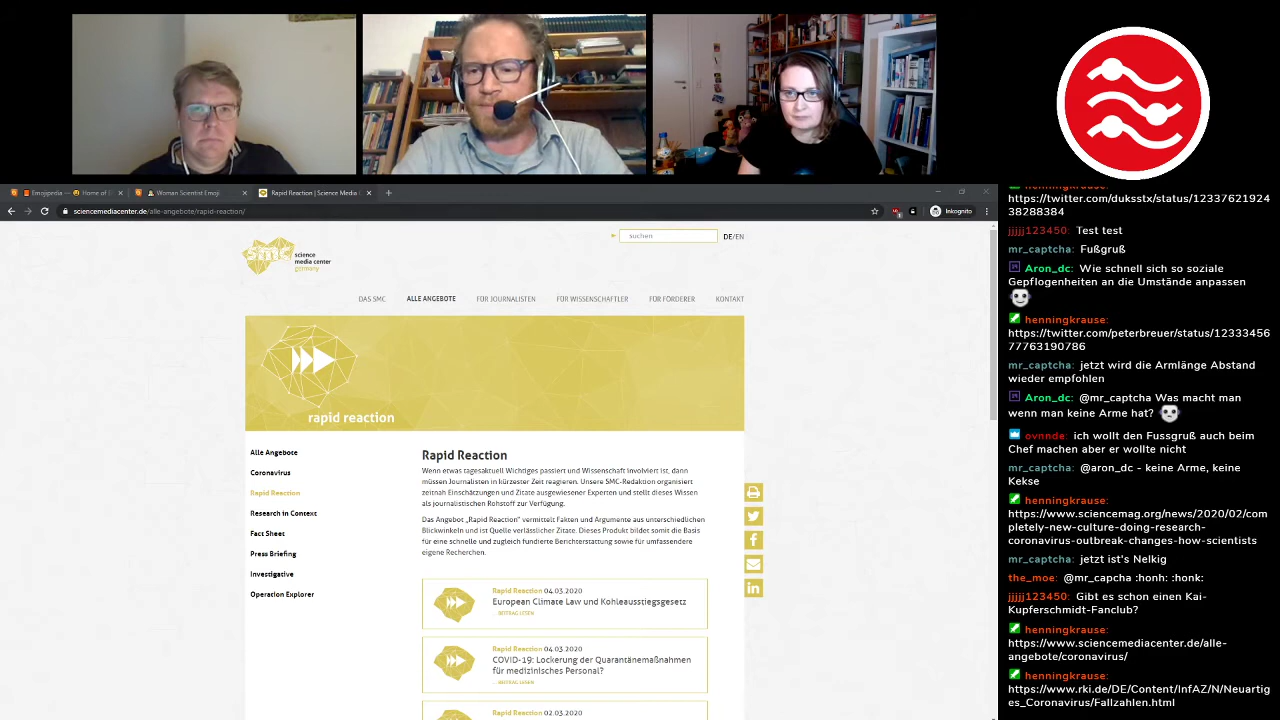 Emojipedia — 😀 Home of E
Woman Scientist Emoji
Rapid Reaction | Science Media
sciencemediacenter.de/alle-angebote/rapid-reaction/
Inkognito
science
media center
germany
Suchen
DE/EN
DAS SMC
ALLE ANGEBOTE
FÜR JOURNALISTEN
FÜR WISSENSCHAFTLER
FÜR FÖRDERER
KONTAKT
rapid reaction
Alle Angebote
Coronavirus
Rapid Reaction
Research in Context
Fact Sheet
Press Briefing
Investigative
Operation Explorer
Rapid Reaction
Wenn etwas tagesaktuell Wichtiges passiert und Wissenschaft involviert ist, dann
müssen Journalisten in kürzester Zeit reagieren. Unsere SMC-Redaktion organisiert
zeitnah Einschätzungen und Zitate ausgewiesener Experten und stellt dieses Wissen
als journalistischen Rohstoff zur Verfügung.
Das Angebot „Rapid Reaction" vermittelt Fakten und Argumente aus unterschiedlichen
Blickwinkeln und ist Quelle verlässlicher Zitate. Dieses Produkt bildet somit die Basis
für eine schnelle und zugleich fundierte Berichterstattung sowie für umfassendere
eigene Recherchen.
Rapid Reaction 04.03.2020
European Climate Law und Kohleausstiegsgesetz
BEITRAG LESEN
Rapid Reaction 04.03.2020
COVID-19: Lockerung der Quarantänemaßnahmen
für medizinisches Personal?
BEITRAG LESEN
Rapid Reaction 02.03.2020
henningkrause:
https://twitter.com/duksstx/status/12337621924
38288384
jjjjj123450: Test test
mr_captcha: Fußgruß
Aron_dc: Wie schnell sich so soziale
Gepflogenheiten an die Umstände anpassen
henningkrause:
https://twitter.com/peterbreuer/status/12333456
77763190786
mr_captcha: jetzt wird die Armlänge Abstand
wieder empfohlen
Aron_dc: @mr_captcha Was macht man
wenn man keine Arme hat?
ovnnde: ich wollt den Fussgruß auch beim
Chef machen aber er wollte nicht
mr_captcha: @aron_dc - keine Arme, keine
Kekse
henningkrause:
https://www.sciencemag.org/news/2020/02/com
pletely-new-culture-doing-research-
coronavirus-outbreak-changes-how-scientists
mr_captcha: jetzt ist's Nelkig
the_moe: @mr_capcha :honh: :honk:
jjjjj123450: Gibt es schon einen Kai-
Kupferschmidt-Fanclub?
henningkrause:
https://www.sciencemediacenter.de/alle-
angebote/coronavirus/
henningkrause:
https://www.rki.de/DE/Content/InfAZ/N/Neuartig
es_Coronavirus/Fallzahlen.html